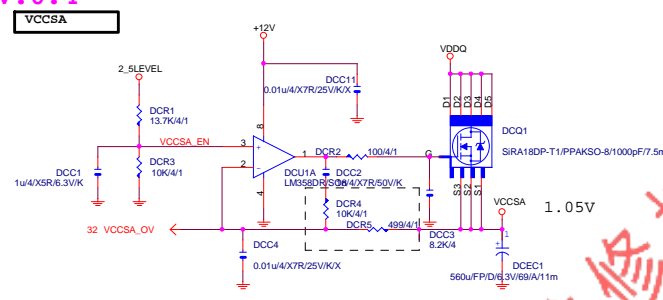 VCCSA
+12V
2_5LEVEL
VDDQ
DCC11
0.01u/4/X7R/25V/K/X
D1
D2
D3
D4
D5
DCR1
13.7K/4/1
8
VCCSA_EN
3
+
DCR2
100/4/1
G
DCQ1
SiRA18DP-T1/PPAKSO-8/1000pF/7.5m
1
2
-
DCC1
1u/4/X5R/6.3V/K
DCR3
10K/4/1
DCU1A
LM358DR/SO8
DCC2
/4/X7R/50V/K
4
S3
S2
S1
DCR4
10K/4/1
VCCSA
1.05V
32 VCCSA_OV
DCR5
499/4/1
DCC3
8.2K/4
1
+
DCC4
0.01u/4/X7R/25V/K/X
DCEC1
560u/FP/D/6.3V/69/A/11m